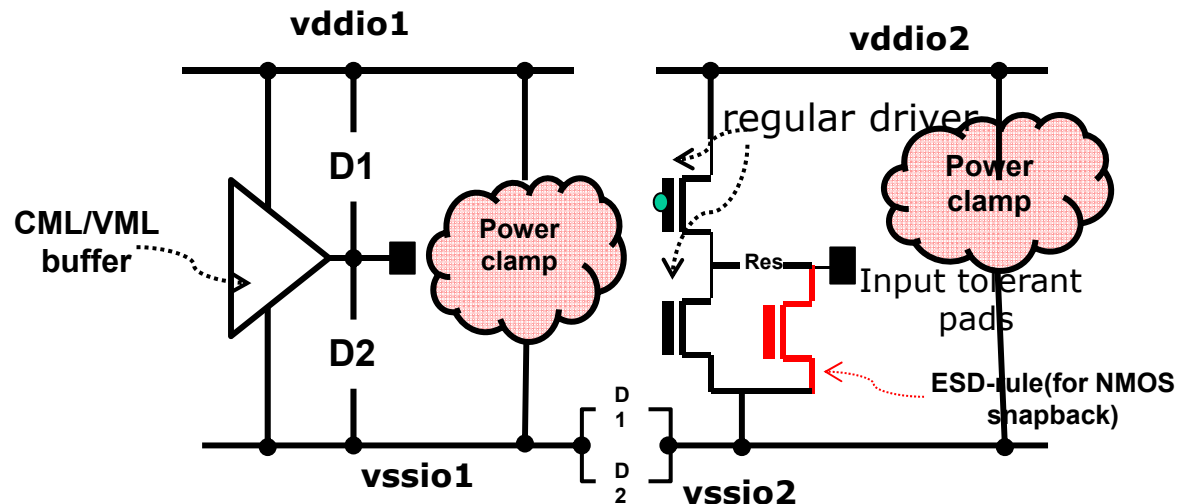 vddio1
vddio2
regular driver
D1
Power
clamp
CML/VML
buffer
Power
clamp
Res
Input tolerant
pads
D2
ESD-rule(for NMOS
snapback)
D
1
vssio1
D
2
vssio2